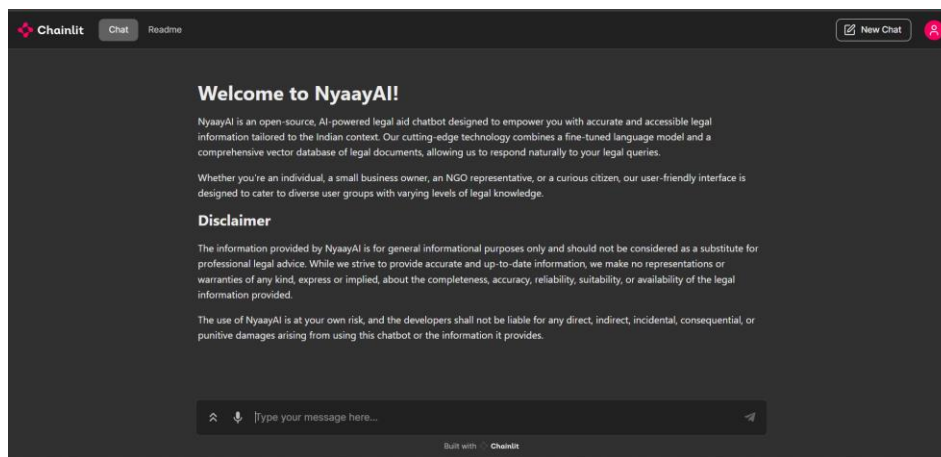 Chainlit Chat Readme New Chat
Welcome to NyaayAI!
NyaayAI is an open-source, AI-powered legal aid chatbot designed to empower you with accurate and accessible legal
information tailored to the Indian context. Our cutting-edge technology combines a fine-tuned language model and a
comprehensive vector database of legal documents, allowing us to respond naturally to your legal queries.
Whether you're an individual, a small business owner, an NGO representative, or a curious citizen, our user-friendly interface is
designed to cater to diverse user groups with varying levels of legal knowledge.
Disclaimer
The information provided by NyaayAI is for general informational purposes only and should not be considered as a substitute for
professional legal advice. While we strive to provide accurate and up-to-date information, we make no representations or
warranties of any kind, express or implied, about the completeness, accuracy, reliability, suitability, or availability of the legal
information provided.
The use of NyaayAI is at your own risk, and the developers shall not be liable for any direct, indirect, incidental, consequential, or
punitive damages arising from using this chatbot or the information it provides.
Type your message here...
Built with Chainlit